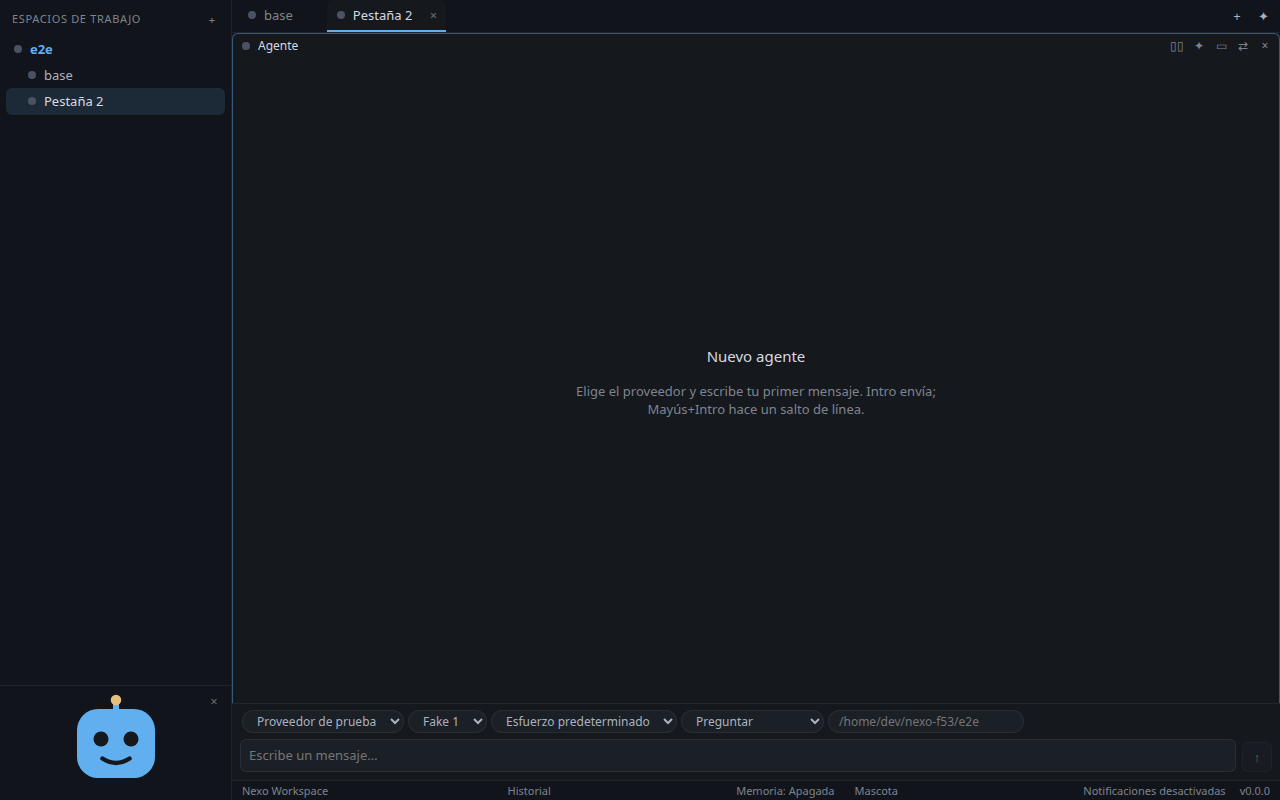 ESPACIOS DE TRABAJO +
e2e
base
Pestaña 2
base
Pestaña 2 ×
+ ✦
Agente
Nuevo agente
Elige el proveedor y escribe tu primer mensaje. Intro envía;
Mayús+Intro hace un salto de línea.
Proveedor de prueba
Fake 1
Esfuerzo predeterminado
Preguntar
/home/dev/nexo-f53/e2e
Escribe un mensaje...
Nexo Workspace
Historial
Memoria: Apagada
Mascota
Notificaciones desactivadas
v0.0.0